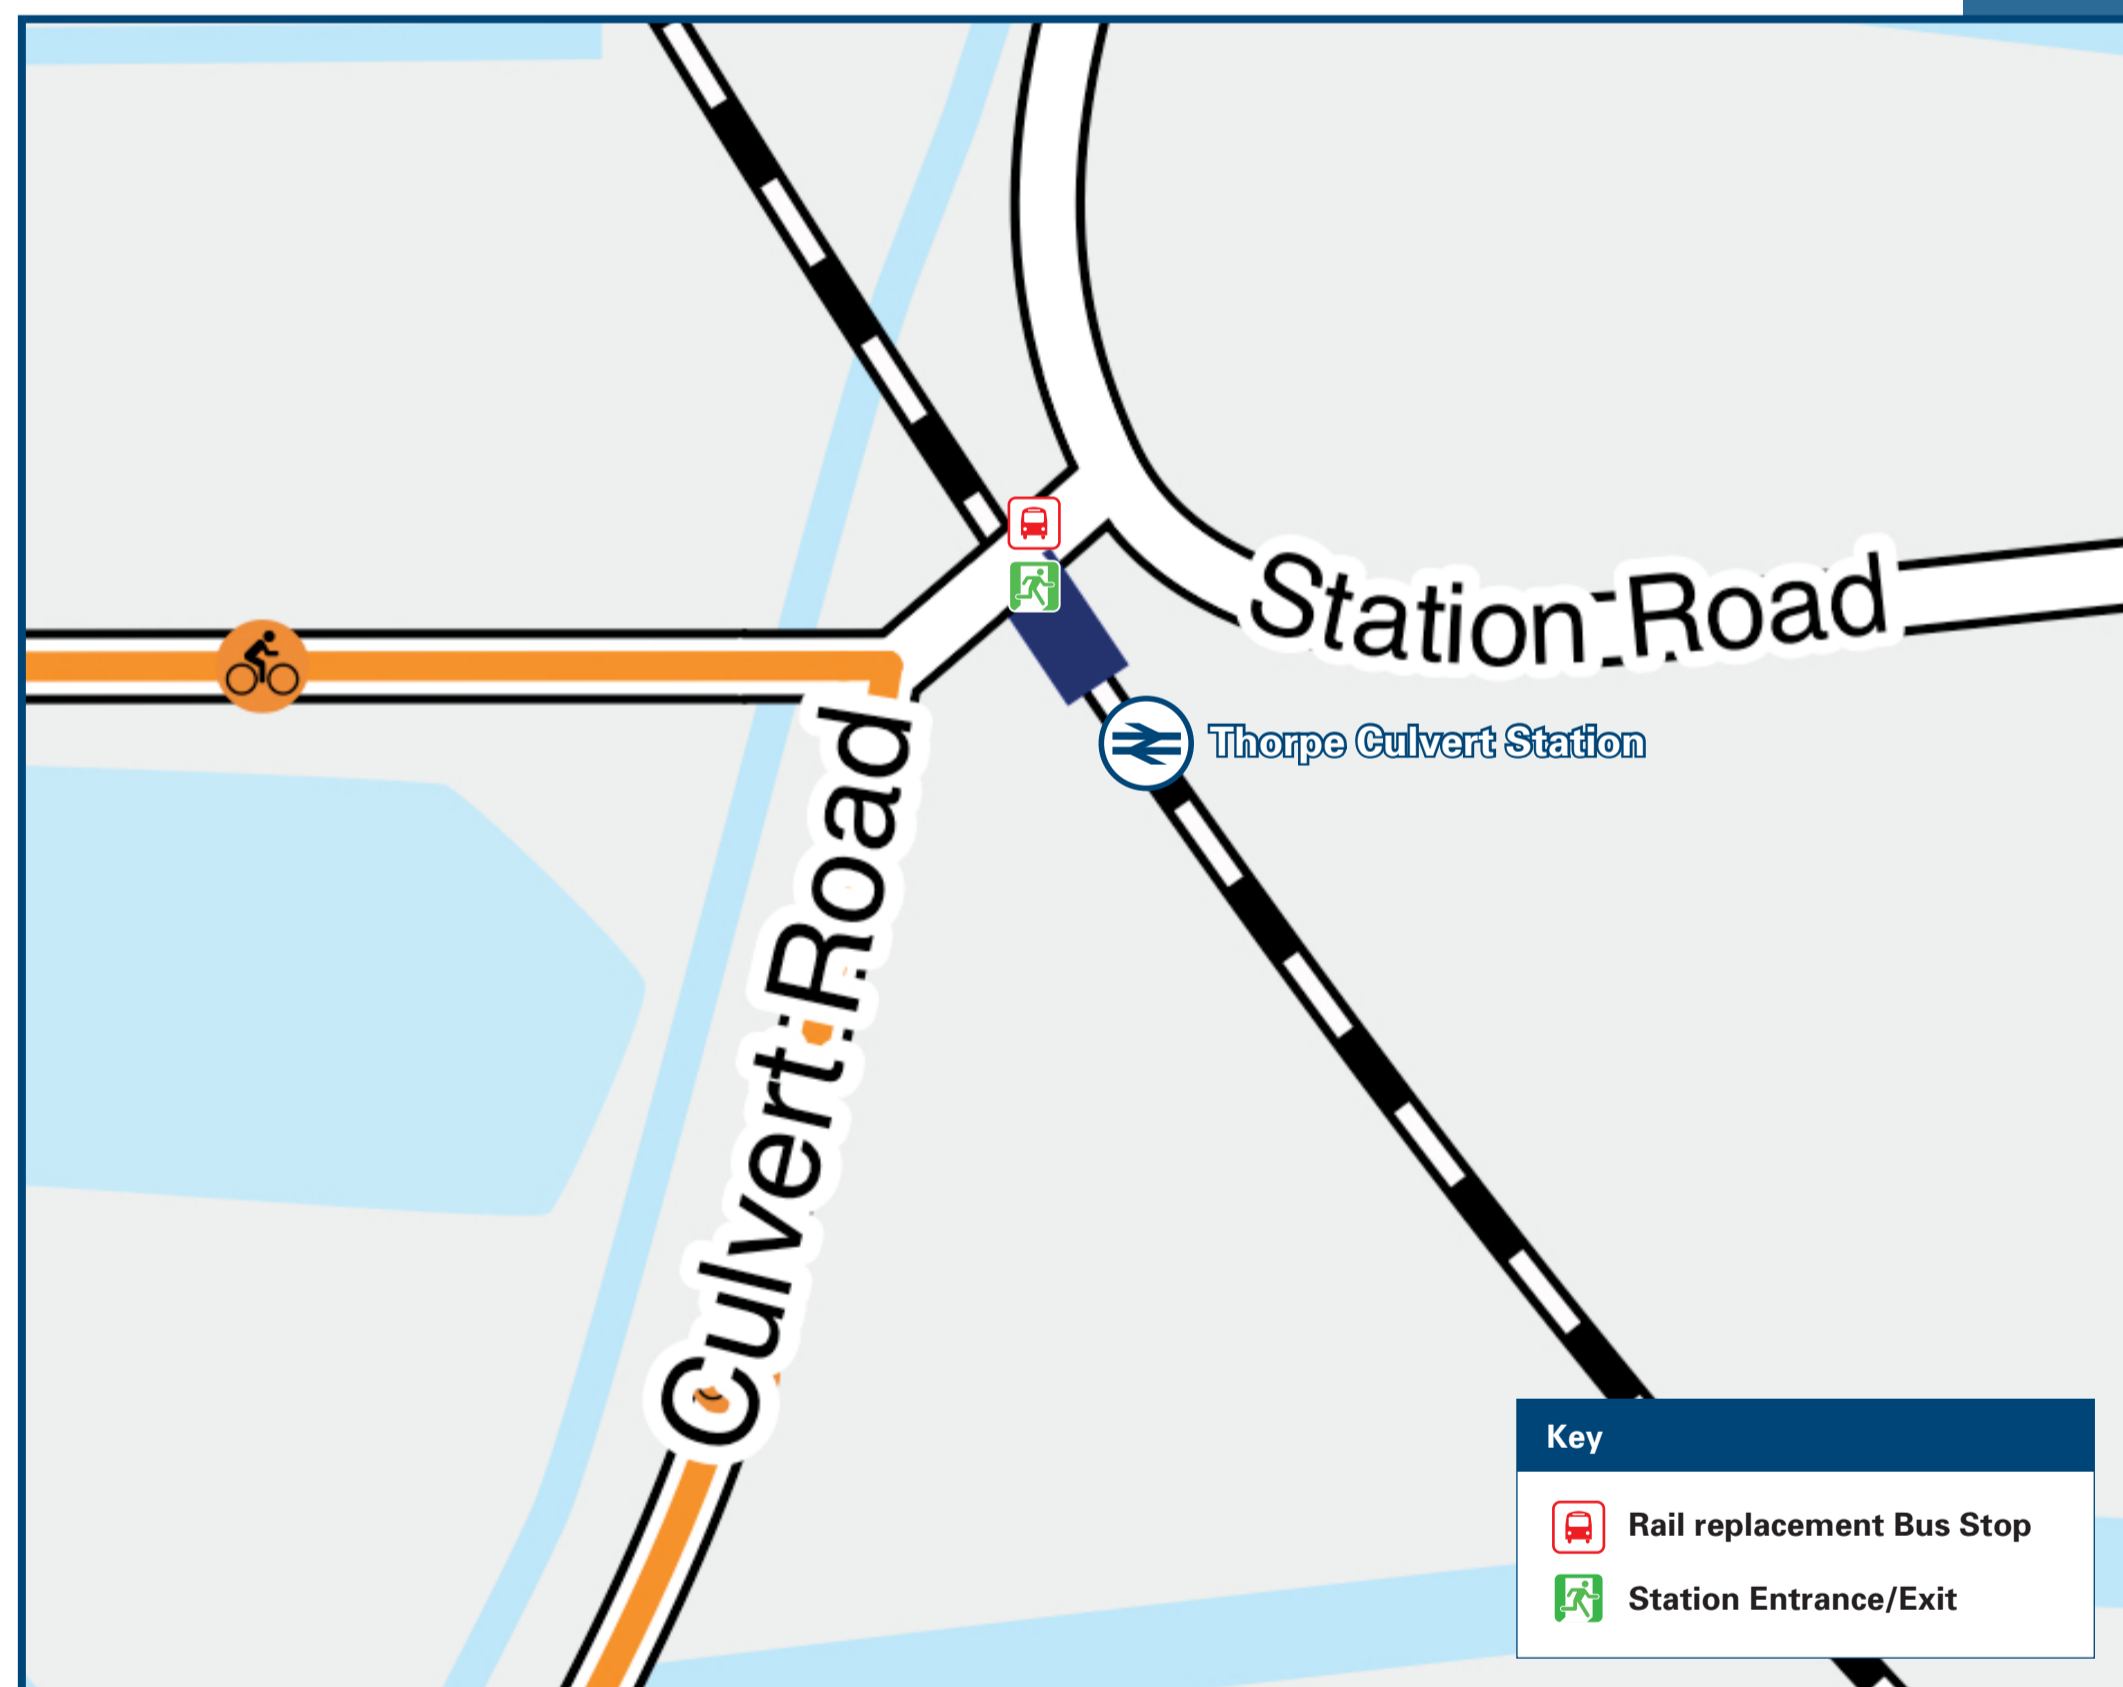 Station Road
Thorpe Culvert Station
Culvert Road
Key
Rail replacement Bus Stop
Station Entrance/Exit